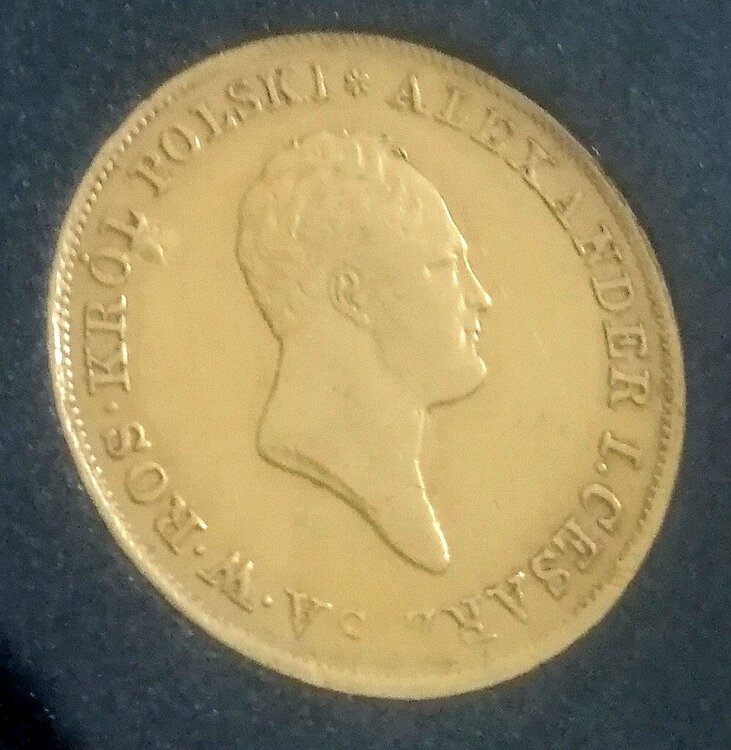 ALEXANDER I. CESARZ SA. W. ROS. KRÓL POLSKI